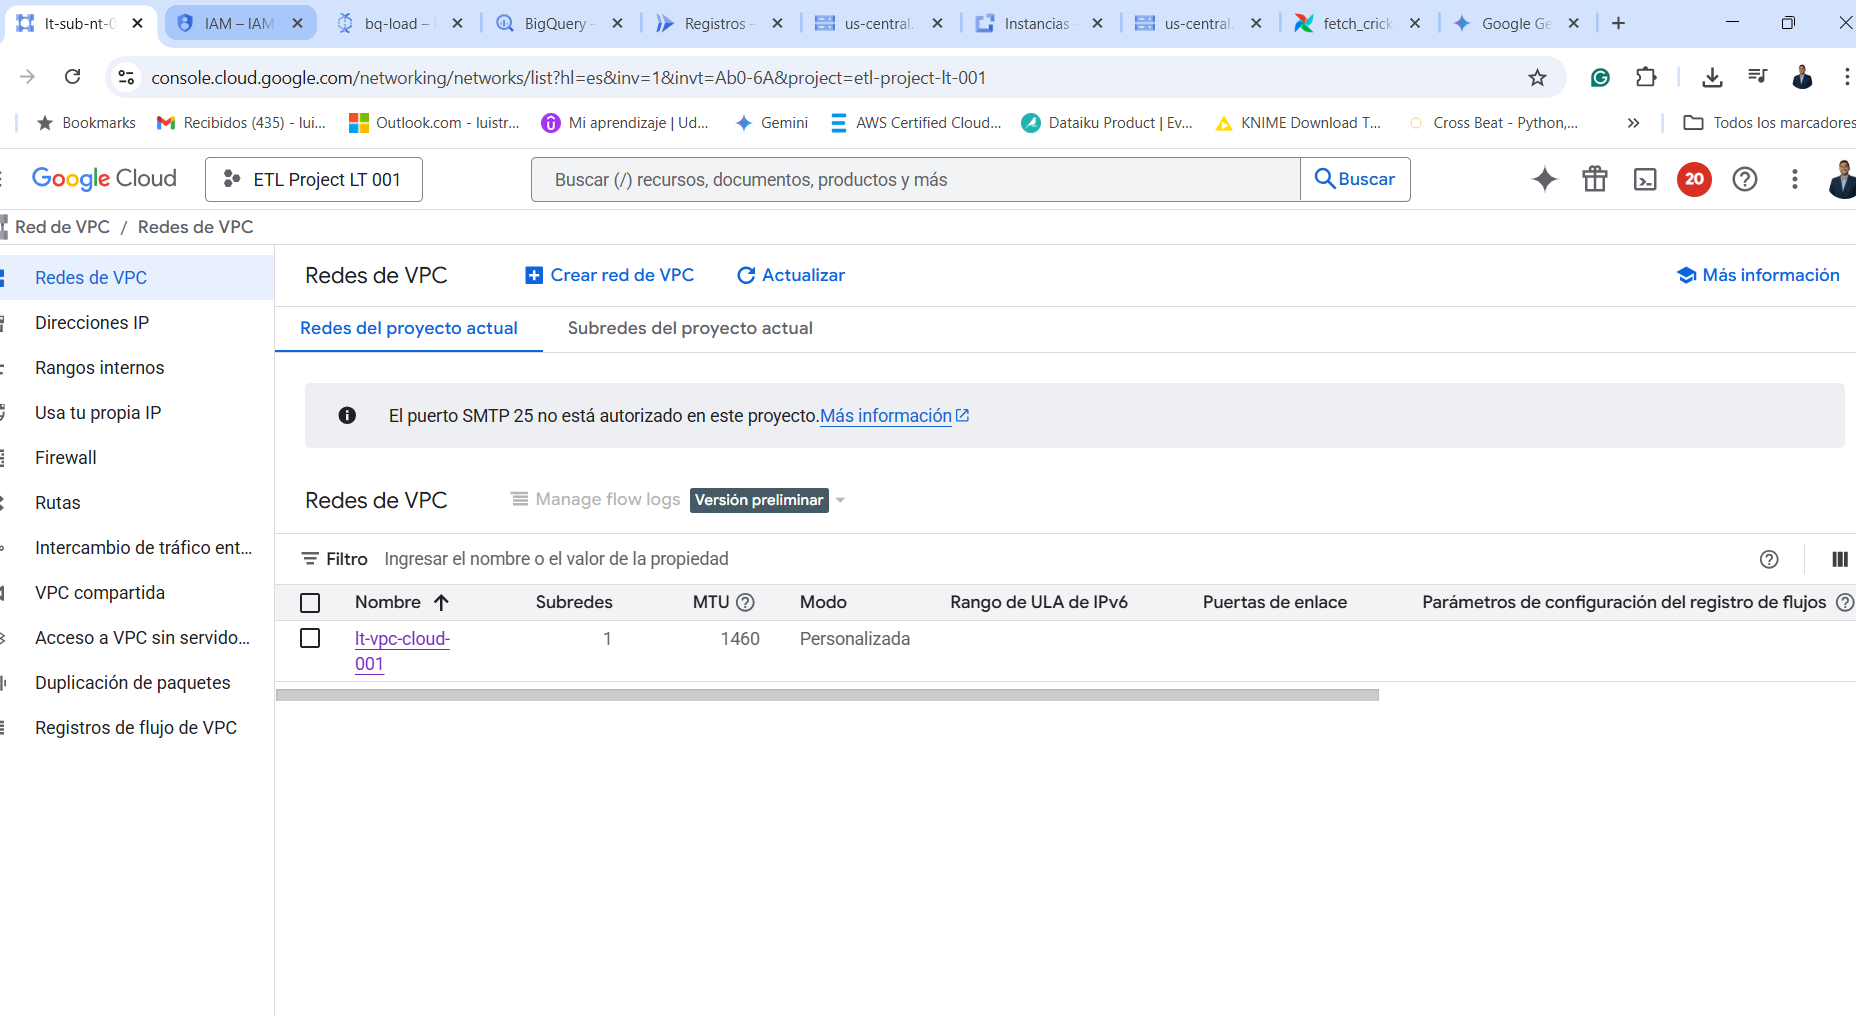 lt-sub-nt-0
IAM – IAM
bq-load –
BigQuery –
Registros –
us-central.
Instancias
us-central.
fetch_crick
Google Ge
console.cloud.google.com/networking/networks/list?hl=es&inv=1&invt=Ab0-6A&project=etl-project-lt-001
Bookmarks
Recibidos (435) - lui...
Outlook.com - luistr...
Mi aprendizaje | Ud...
Gemini
AWS Certified Cloud...
Dataiku Product | Ev...
KNIME Download T...
Cross Beat - Python,...
Todos los marcadores
Google Cloud
ETL Project LT 001
Buscar (/) recursos, documentos, productos y más
Buscar
20
Red de VPC / Redes de VPC
Redes de VPC
Direcciones IP
Rangos internos
Usa tu propia IP
Firewall
Rutas
Intercambio de tráfico ent...
VPC compartida
Acceso a VPC sin servido...
Duplicación de paquetes
Registros de flujo de VPC
Redes de VPC
Crear red de VPC
Actualizar
Más información
Redes del proyecto actual
Subredes del proyecto actual
El puerto SMTP 25 no está autorizado en este proyecto.Más información
Redes de VPC
Manage flow logs
Versión preliminar
Filtro Ingresar el nombre o el valor de la propiedad
Nombre Subredes MTU Modo Rango de ULA de IPv6 Puertas de enlace Parámetros de configuración del registro de flujos
lt-vpc-cloud- 1 1460 Personalizada
001